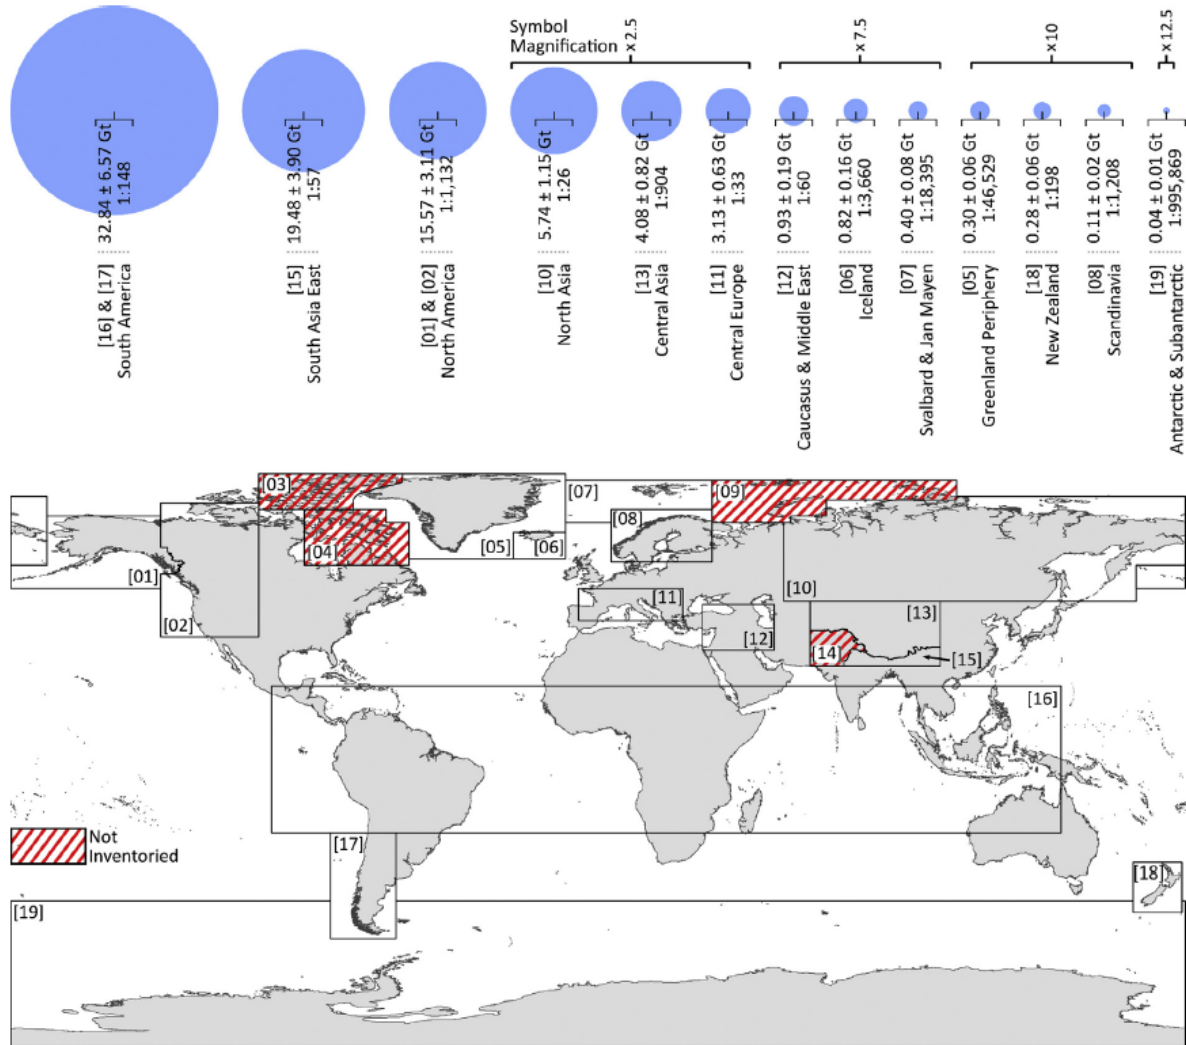 Symbol
Magnification
x 2.5
x 7.5
x 10
x 12.5
32.84 ± 6.57 Gt
1:148
[16] & [17]
South America
19.48 ± 3.90 Gt
1:57
[15]
South Asia East
15.57 ± 3.11 Gt
1:1,132
[01] & [02]
North America
5.74 ± 1.15 Gt
1:26
[10]
North Asia
4.08 ± 0.82 Gt
1:904
[13]
Central Asia
3.13 ± 0.63 Gt
1:33
[11]
Central Europe
0.93 ± 0.19 Gt
1:60
[12]
Caucasus & Middle East
0.82 ± 0.16 Gt
1:3,660
[06]
Iceland
0.40 ± 0.08 Gt
1:18,395
[07]
Svalbard & Jan Mayen
0.30 ± 0.06 Gt
1:46,529
[05]
Greenland Periphery
0.28 ± 0.06 Gt
1:198
[18]
New Zealand
0.11 ± 0.02 Gt
1:1,208
[08]
Scandinavia
0.04 ± 0.01 Gt
1:995,869
[19]
Antarctic & Subantarctic
[03]
[07]
[09]
[08]
[04]
[05]
[06]
[01]
[02]
[10]
[11]
[13]
[12]
[14]
[15]
[16]
Not
Inventoried
[17]
[18]
[19]